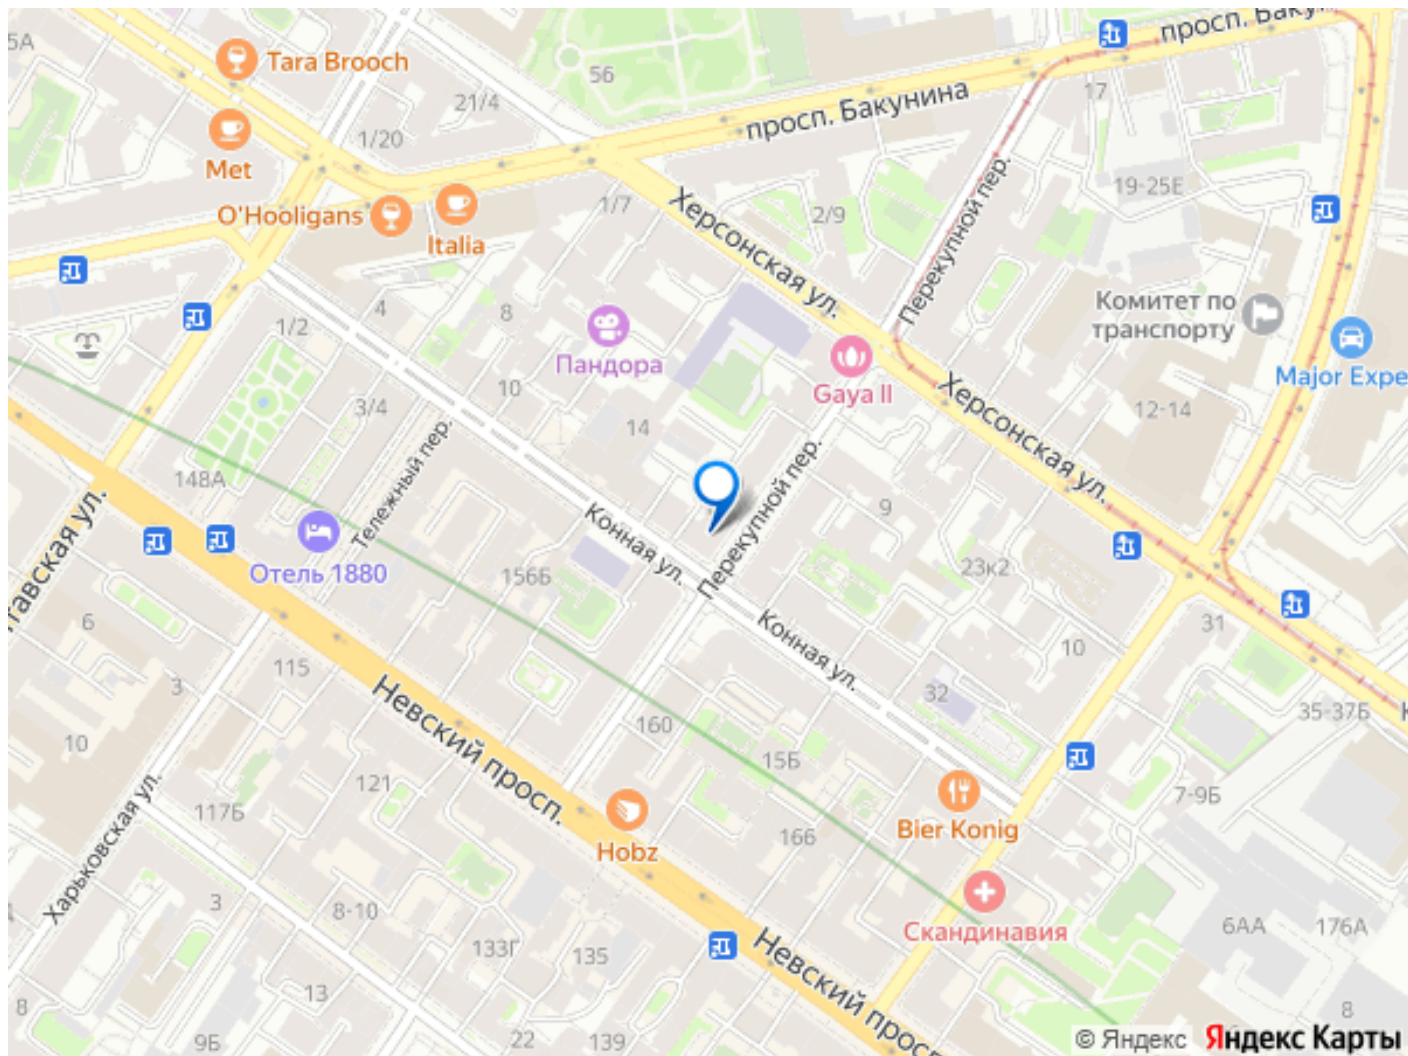 5А
Tara Brooch
56
просп. Бакунина
21/4
17
просп. Бакунина
1/20
Met
19-25Е
O'Hooligans
Italia
1/7
Херсонская ул.
2/9
Перекупной пер.
Комитет по
транспорту
4
8
1/2
Пандора
Gaya II
Major Expe
10
3/4
14
Херсонская ул.
12-14
Тележный пер.
148А
Перекупной пер.
9
Конная ул.
Отель 1880
156Б
23к2
тавская ул.
6
31
Конная ул.
10
115
3
32
35-37Б
К
Невский просп.
160
10
15Б
121
7-9Б
117Б
Hobz
166
Bier Konig
Харьковская ул.
3
8-10
Скандинавия
6АА
176А
133Г
135
Невский просп.
13
8
8
22
139
9Б
© Яндекс
Яндекс Карты